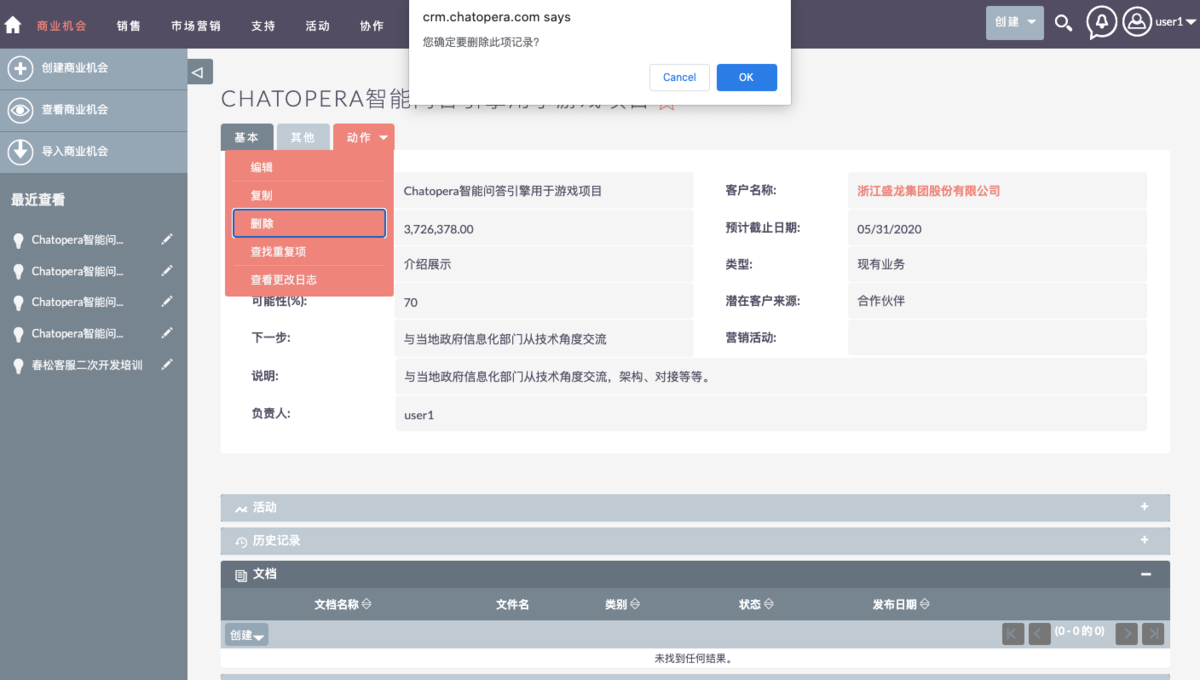 商业机会 销售 市场营销 支持 活动 协作
crm.chatopera.com says
您确定要删除此项记录?
Cancel OK
创建 user1
创建商业机会
查看商业机会
导入商业机会
最近查看
Chatopera智能问...
Chatopera智能问...
Chatopera智能问...
Chatopera智能问...
春松客服二次开发培训
CHATOPERA智能
基本 其他 动作
编辑
复制
删除
查找重复项
查看更改日志
Chatopera智能问答引擎用于游戏项目 客户名称: 浙江盛龙集团股份有限公司
3,726,378.00 预计截止日期: 05/31/2020
介绍展示 类型: 现有业务
可能性(%): 70 潜在客户来源: 合作伙伴
下一步: 与当地政府信息化部门从技术角度交流 营销活动:
说明: 与当地政府信息化部门从技术角度交流，架构、对接等等。
负责人: user1
活动
历史记录
文档
文档名称 文件名 类别 状态 发布日期
创建 (0 - 0 的 0)
未找到任何结果。